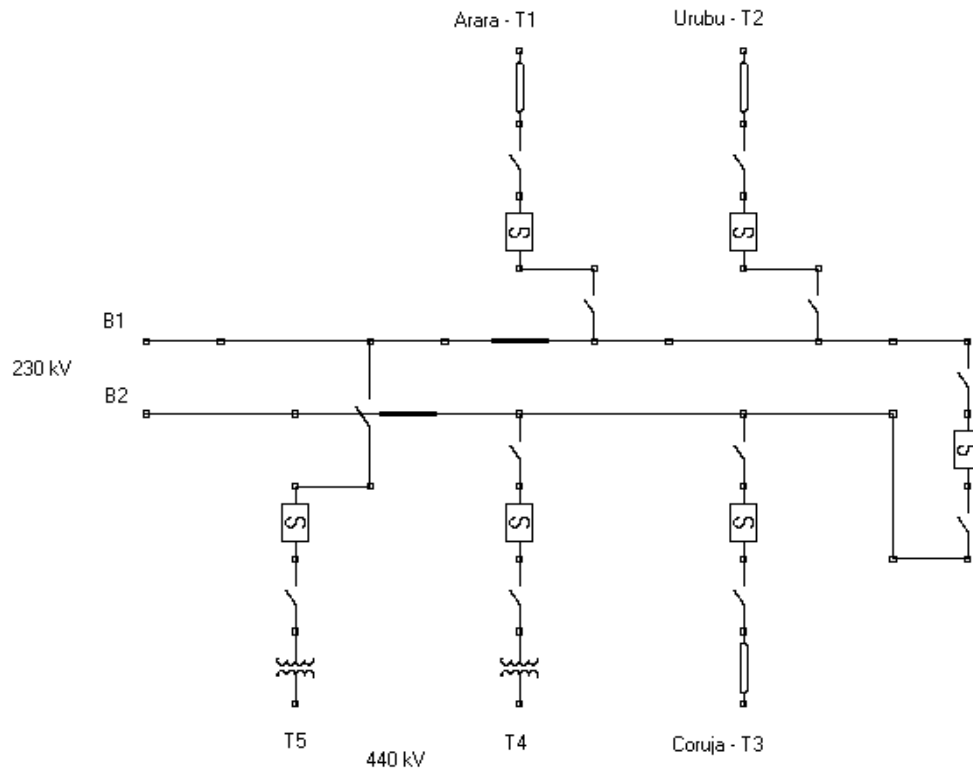 Arara - T1
Urubu - T2
B1
230 kV
B2
S
S
S
S
S
S
T5
T4
Coruja - T3
440 kV